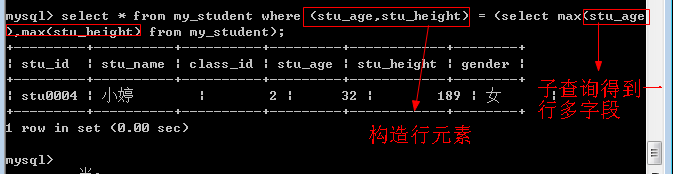 mysql> select * from my_student where (stu_age,stu_height) = (select max(stu_age
),max(stu_height) from my_student);
+---------+----------+----------+---------+------------+--------+
| stu_id | stu_name | class_id | stu_age | stu_height | gender |
+---------+----------+----------+---------+------------+--------+
| stu0004 | 小婷 | 2 | 32 | 189 | 女 |
+---------+----------+----------+---------+------------+--------+
1 row in set (0.00 sec)
子查询得到
行多字段
构造行元素
mysql>